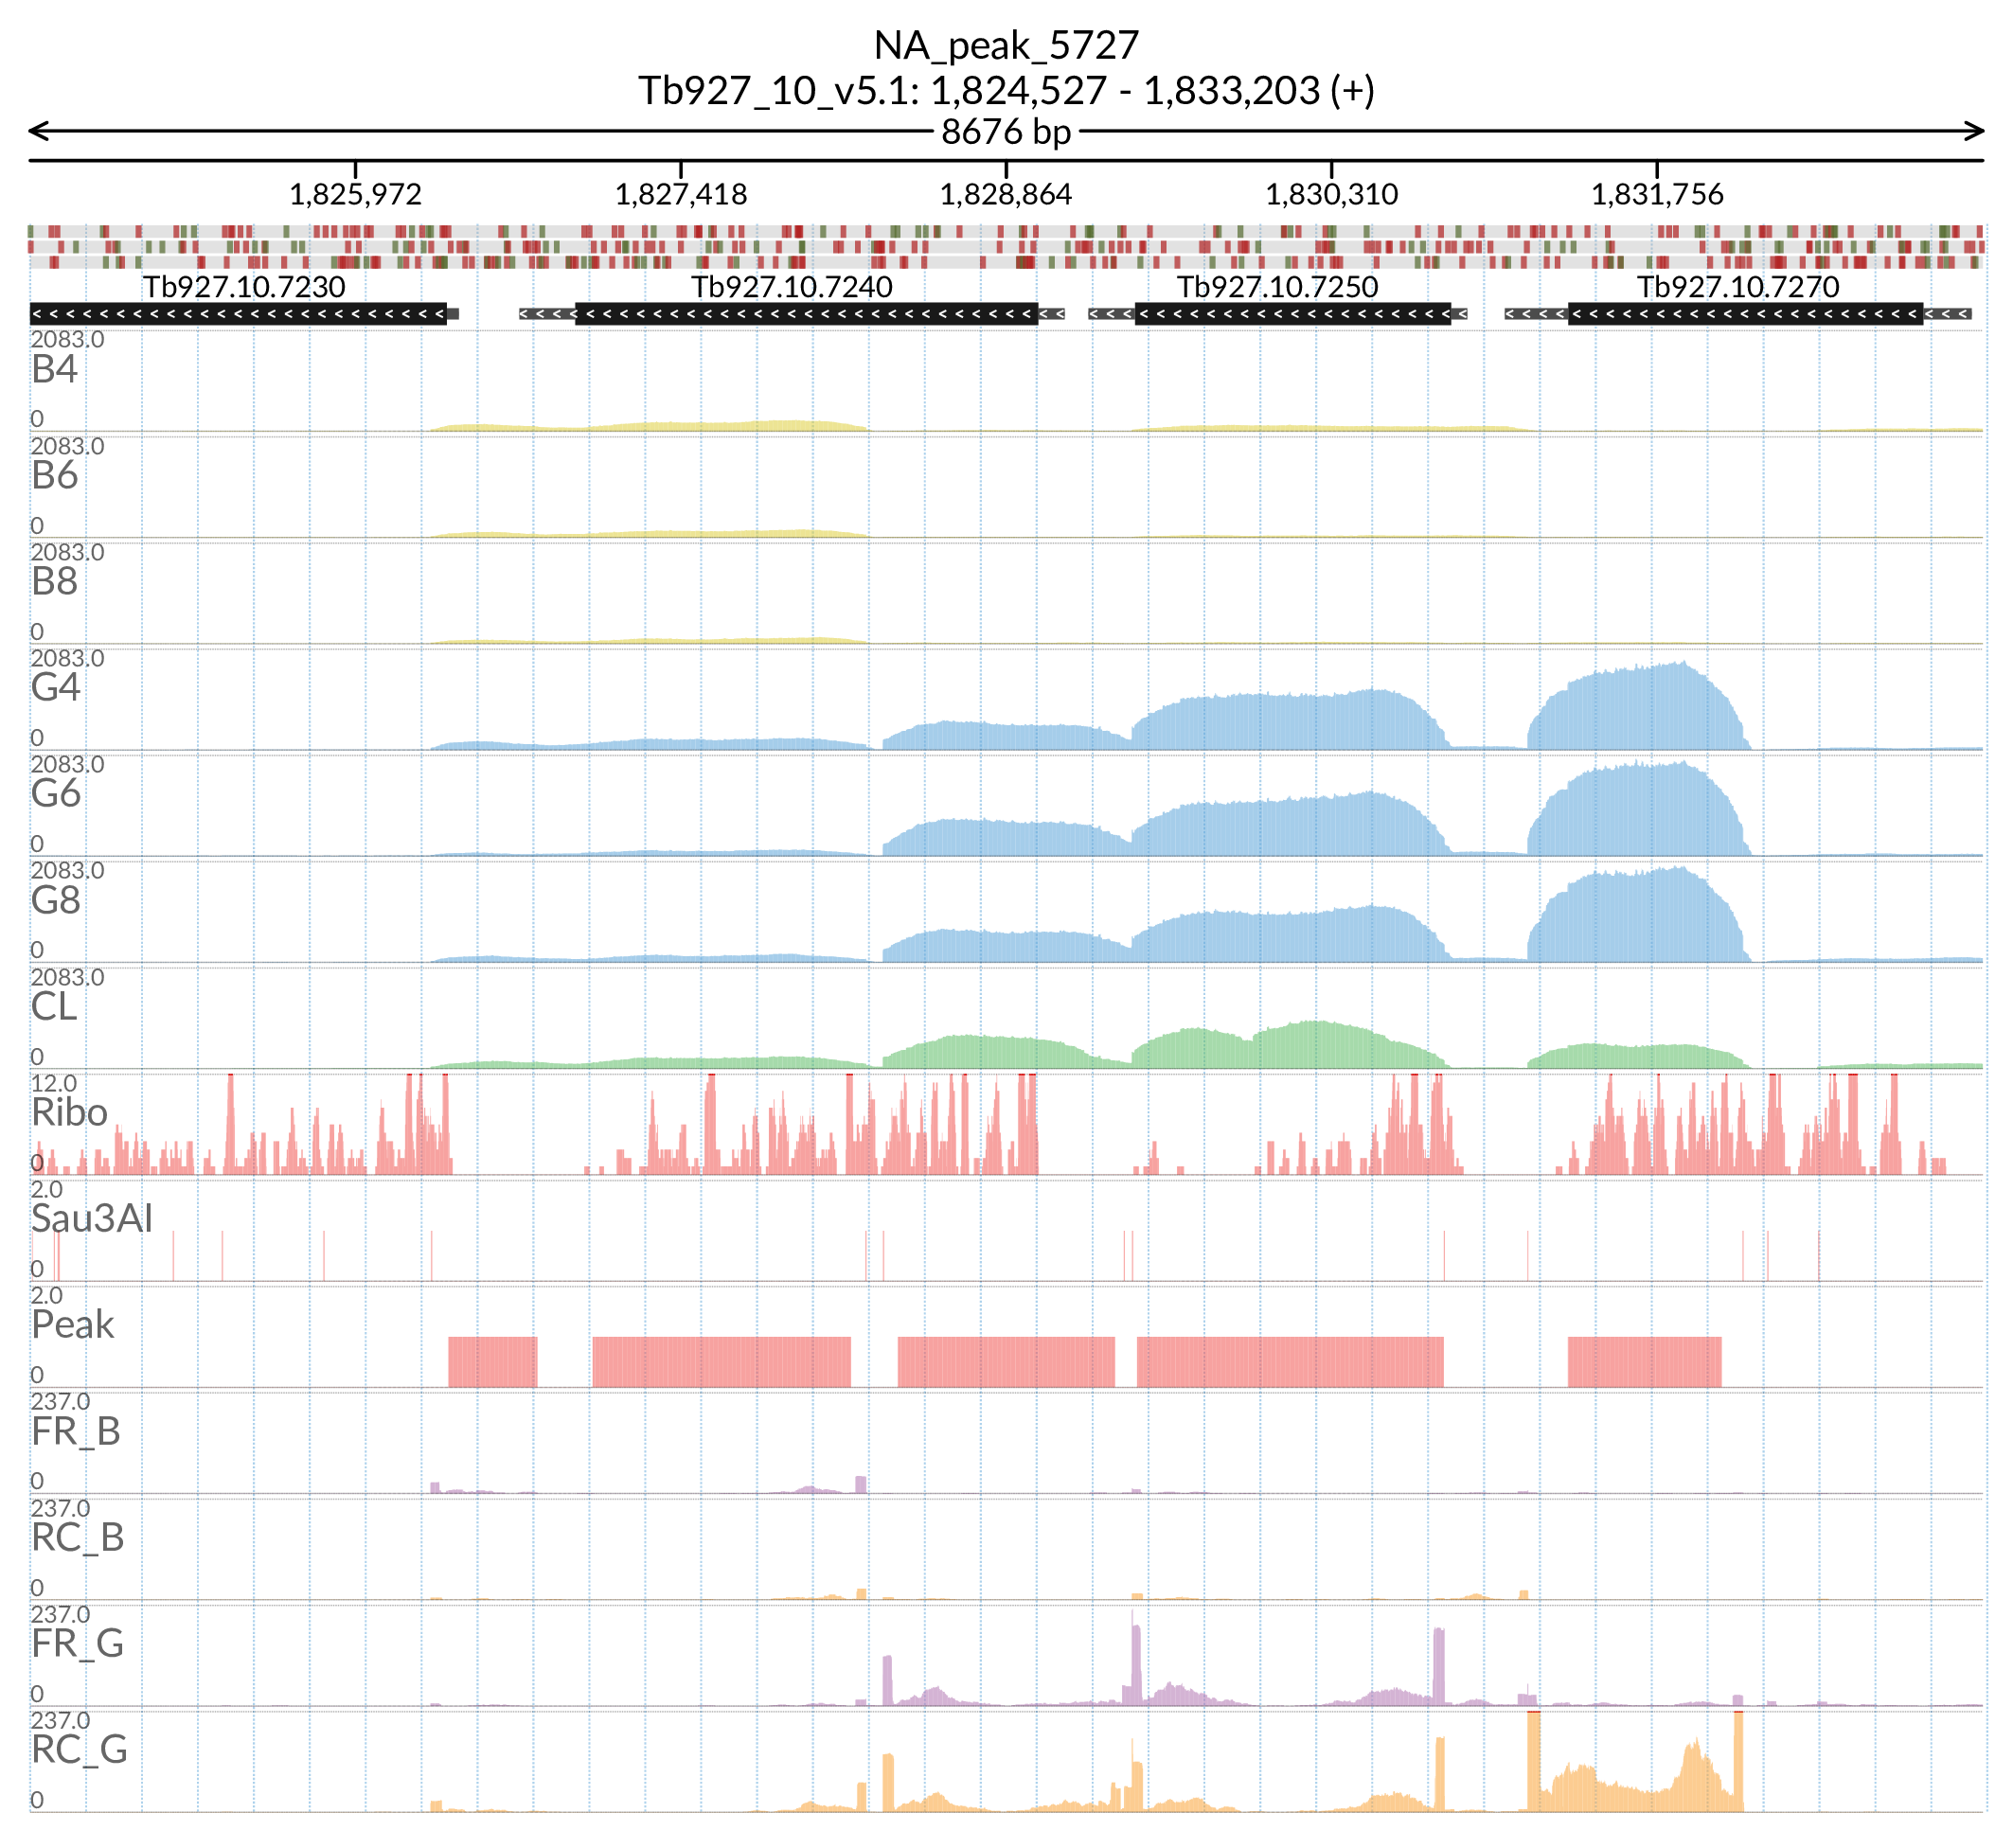 NA_peak_5727
Tb927_10_v5.1: 1,824,527 - 1,833,203 (+)
8676 bp
1,825,972 1,827,418 1,828,864 1,830,310 1,831,756
Tb927.10.7230 Tb927.10.7240 Tb927.10.7250 Tb927.10.7270
2083.0
B4
0
2083.0
B6
0
2083.0
B8
0
2083.0
G4
0
2083.0
G6
0
2083.0
G8
0
2083.0
CL
0
12.0
Ribo
0
2.0
Sau3AI
0
2.0
Peak
0
237.0
FR_B
0
237.0
RC_B
0
237.0
FR_G
0
237.0
RC_G
0